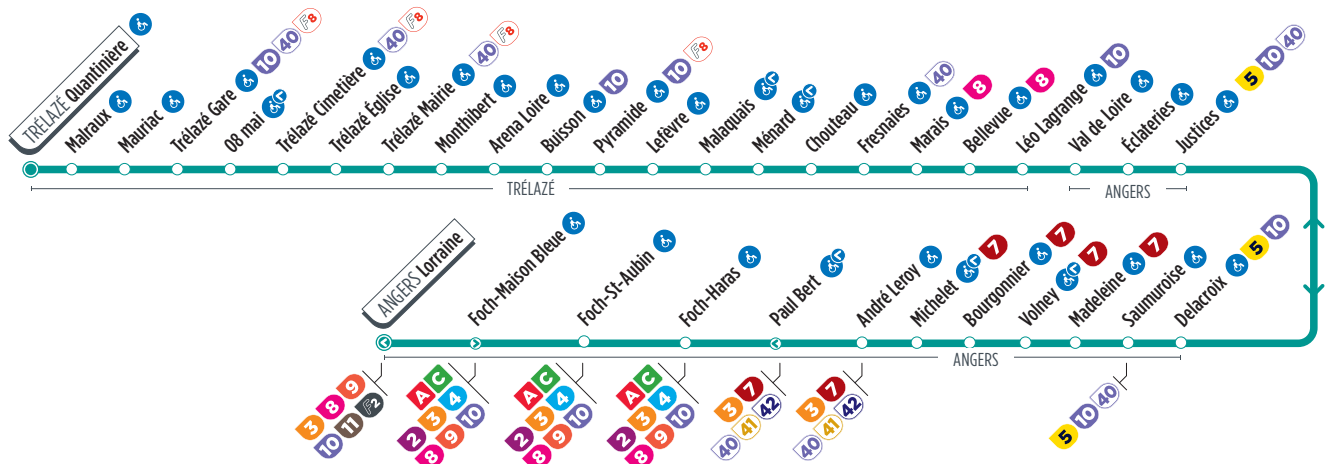 TRÉLAZÉ Quantinière
Malraux
Mauriac
Trélazé Gare 10 40 F8
08 mai
Trélazé Cimetière 40 F8
Trélazé Église
Trélazé Mairie 40 F8
Monthibert
Arena Loire
Buisson 10
Pyramide 10 F8
Lefèvre
Malaquais
Ménard
Chouteau
Fresnaies 40
Marais 8
Bellevue 8
Léo Lagrange 10
Val de Loire
Éclateries
Justices 5 10 40
TRÉLAZÉ
ANGERS
ANGERS Lorraine
Foch-Maison Bleue
Foch-St-Aubin
Foch-Haras
Paul Bert
André Leroy
Michelet 7
Bourgonnier 7
Volney 7
Madeleine 7
Saumuroise
Delacroix 5 10
ANGERS
3 8 9
10 11 F2
A C
2 3 4
8 9 10
A C
2 3 4
8 9 10
A C
2 3 4
8 9 10
3 7
40 41 42
3 7
40 41 42
5 10 40